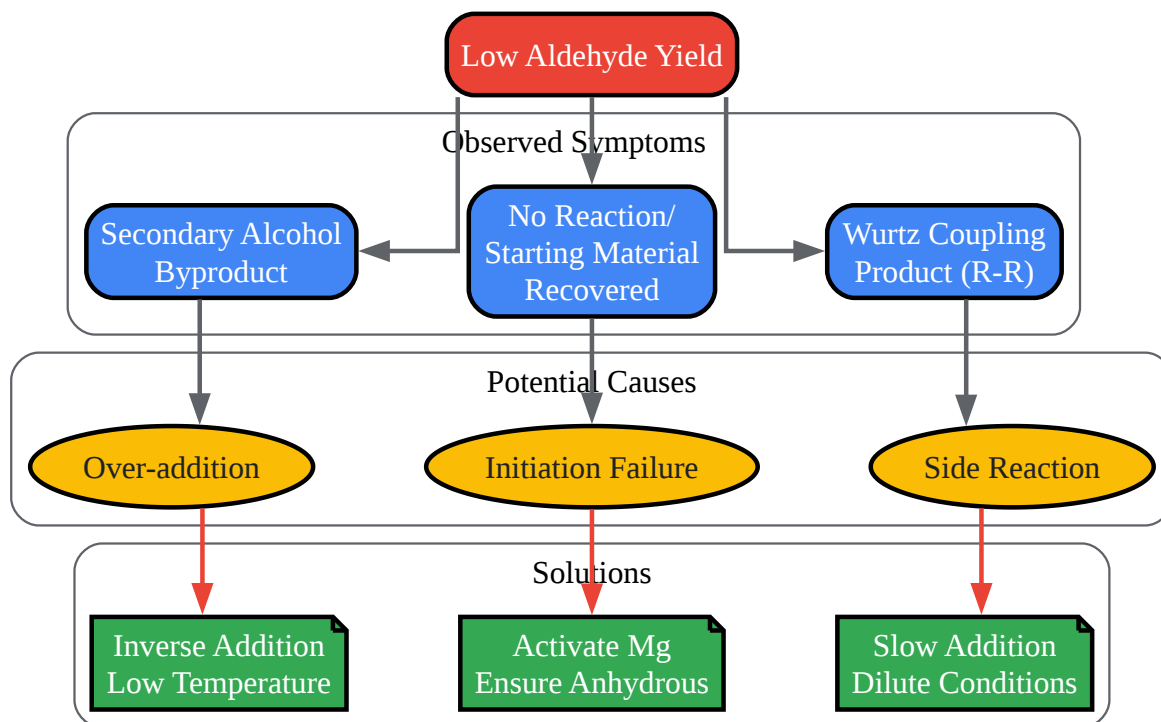 Low Aldehyde Yield
Observed Symptoms
Secondary Alcohol
Byproduct
No Reaction/
Starting Material
Recovered
Wurtz Coupling
Product (R-R)
Potential Causes
Over-addition
Initiation Failure
Side Reaction
Solutions
Inverse Addition
Low Temperature
Activate Mg
Ensure Anhydrous
Slow Addition
Dilute Conditions